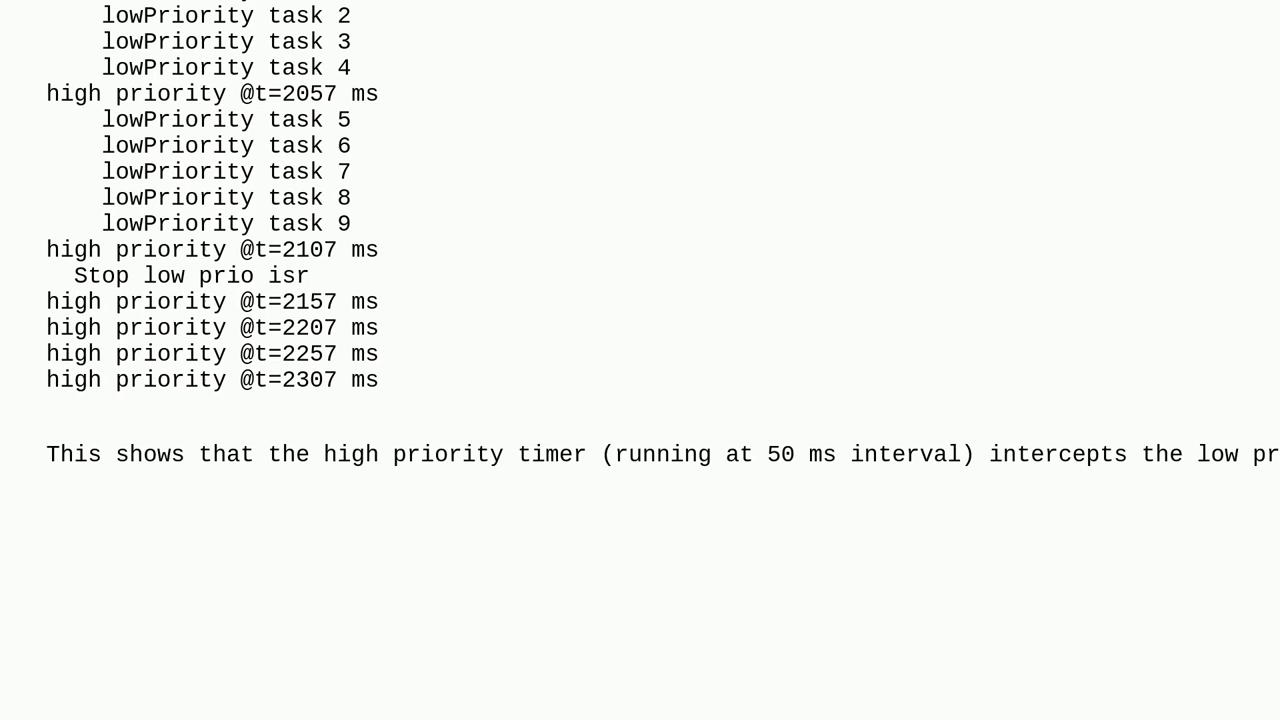 lowPriority task 2
lowPriority task 3
lowPriority task 4
high priority @t=2057 ms
lowPriority task 5
lowPriority task 6
lowPriority task 7
lowPriority task 8
lowPriority task 9
high priority @t=2107 ms
Stop low prio isr
high priority @t=2157 ms
high priority @t=2207 ms
high priority @t=2257 ms
high priority @t=2307 ms
This shows that the high priority timer (running at 50 ms interval) intercepts the low pr